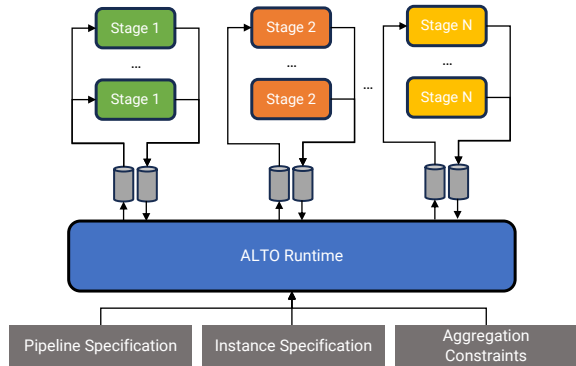 Stage 1
Stage 2
Stage N
...
...
...
...
Stage 1
Stage 2
Stage N
ALTO Runtime
Pipeline Specification
Instance Specification
Aggregation
Constraints